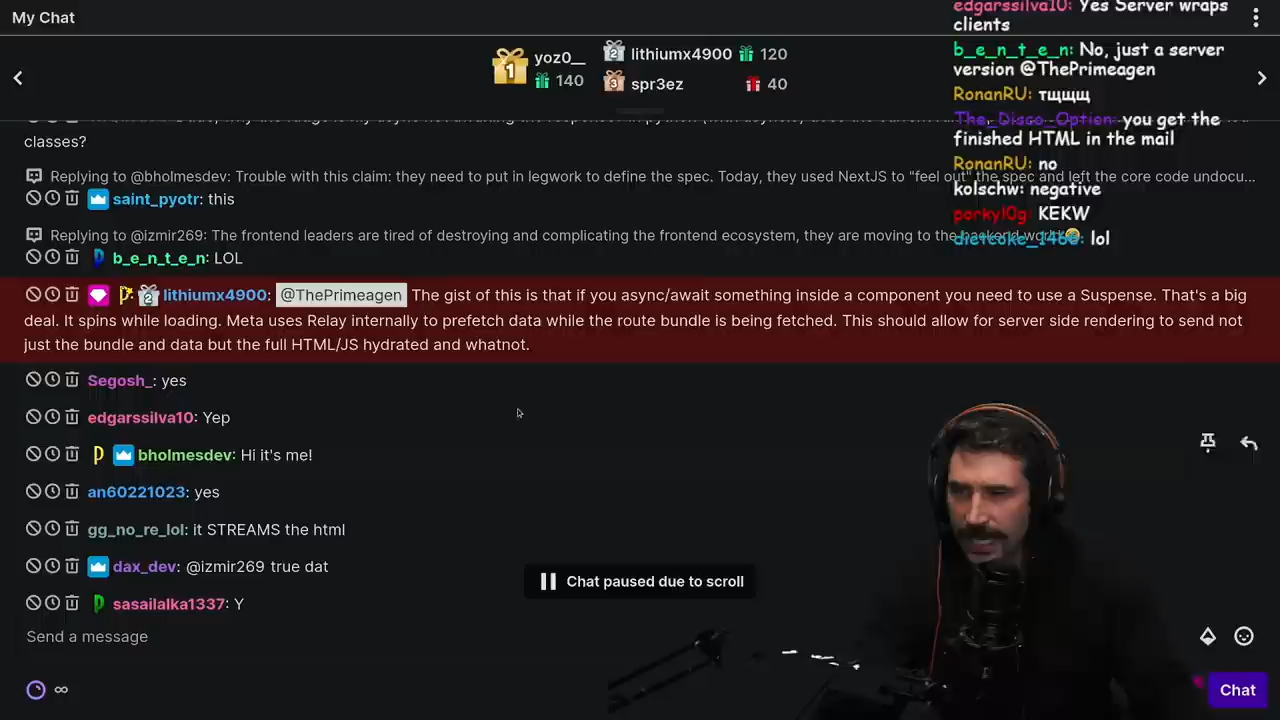 My Chat
yoz0__
140
lithiumx4900 120
spr3ez 40
classes?
Replying to @bholmesdev: Trouble with this claim: they need to put in legwork to define the spec. Today, they used NextJS to "feel out" the spec and left the core code undocu...
saint_pyotr: this
Replying to @izmir269: The frontend leaders are tired of destroying and complicating the frontend ecosystem, they are moving to the backend world
b_e_n_t_e_n: LOL
lithiumx4900: @ThePrimeagen The gist of this is that if you async/await something inside a component you need to use a Suspense. That's a big
deal. It spins while loading. Meta uses Relay internally to prefetch data while the route bundle is being fetched. This should allow for server side rendering to send not
just the bundle and data but the full HTML/JS hydrated and whatnot.
Segosh_: yes
edgarssilva10: Yep
bholmesdev: Hi it's me!
an60221023: yes
gg_no_re_lol: it STREAMS the html
dax_dev: @izmir269 true dat
sasailalka1337: Y
Chat paused due to scroll
Send a message
Chat
edgarssilva10: Yes Server wraps
clients
b_e_n_t_e_n: No, just a server
version @ThePrimeagen
RonanRU: тщщщ
The_Disco_Option: you get the
finished HTML in the mail
RonanRU: no
kolschw: negative
porkyl0g: KEKW
dietcoke_1468: lol